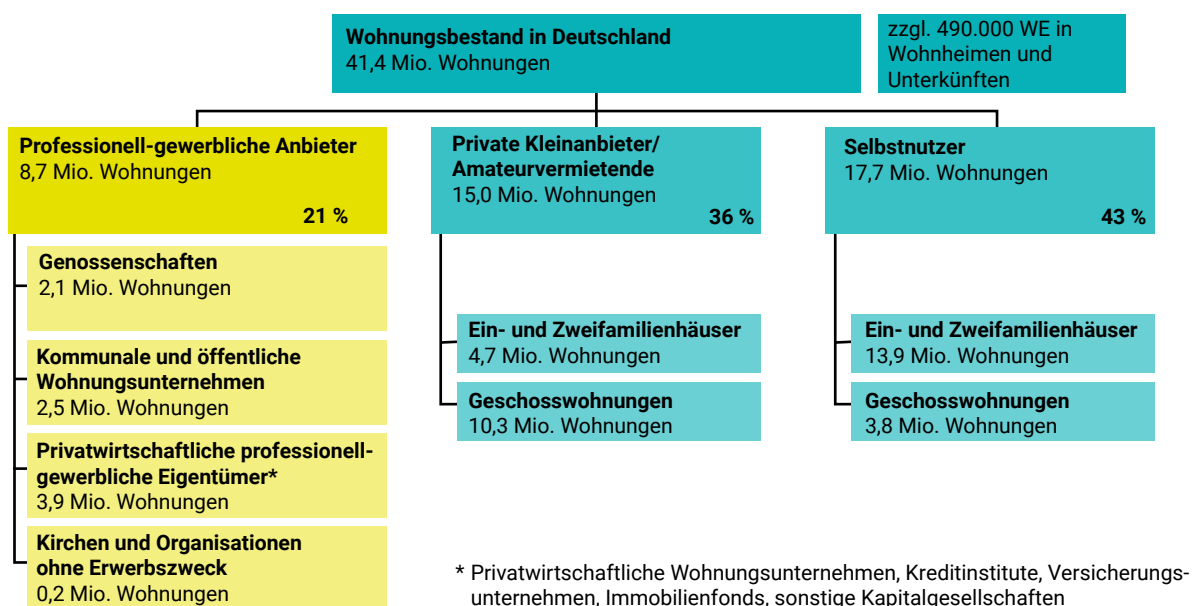 Wohnungsbestand in Deutschland
41,4 Mio. Wohnungen
zzgl. 490.000 WE in
Wohnheimen und
Unterkünften
Professionell-gewerbliche Anbieter
8,7 Mio. Wohnungen
21 %
Genossenschaften
2,1 Mio. Wohnungen
Kommunale und öffentliche
Wohnungsunternehmen
2,5 Mio. Wohnungen
Privatwirtschaftliche professionell-
gewerbliche Eigentümer*
3,9 Mio. Wohnungen
Kirchen und Organisationen
ohne Erwerbszweck
0,2 Mio. Wohnungen
Private Kleinanbieter/
Amateurvermietende
15,0 Mio. Wohnungen
36 %
Ein- und Zweifamilienhäuser
4,7 Mio. Wohnungen
Geschosswohnungen
10,3 Mio. Wohnungen
Selbstnutzer
17,7 Mio. Wohnungen
43 %
Ein- und Zweifamilienhäuser
13,9 Mio. Wohnungen
Geschosswohnungen
3,8 Mio. Wohnungen
* Privatwirtschaftliche Wohnungsunternehmen, Kreditinstitute, Versicherungs-
unternehmen, Immobilienfonds, sonstige Kapitalgesellschaften